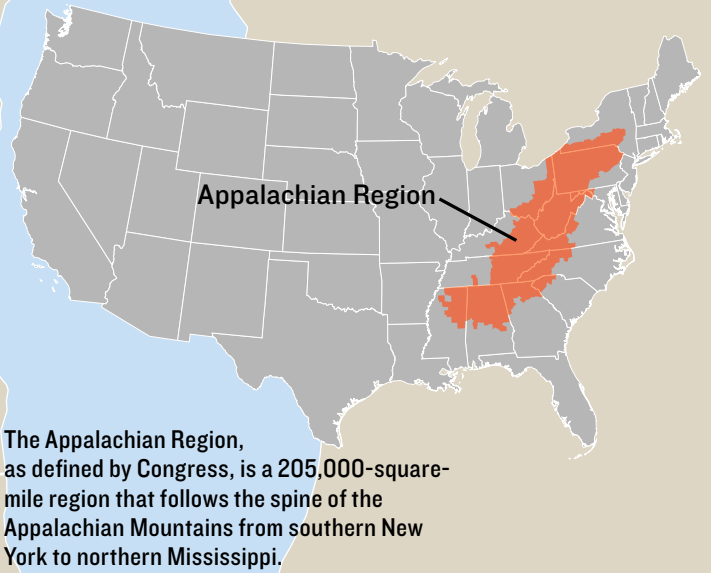 Appalachian Region
The Appalachian Region,
as defined by Congress, is a 205,000-square-
mile region that follows the spine of the
Appalachian Mountains from southern New
York to northern Mississippi.